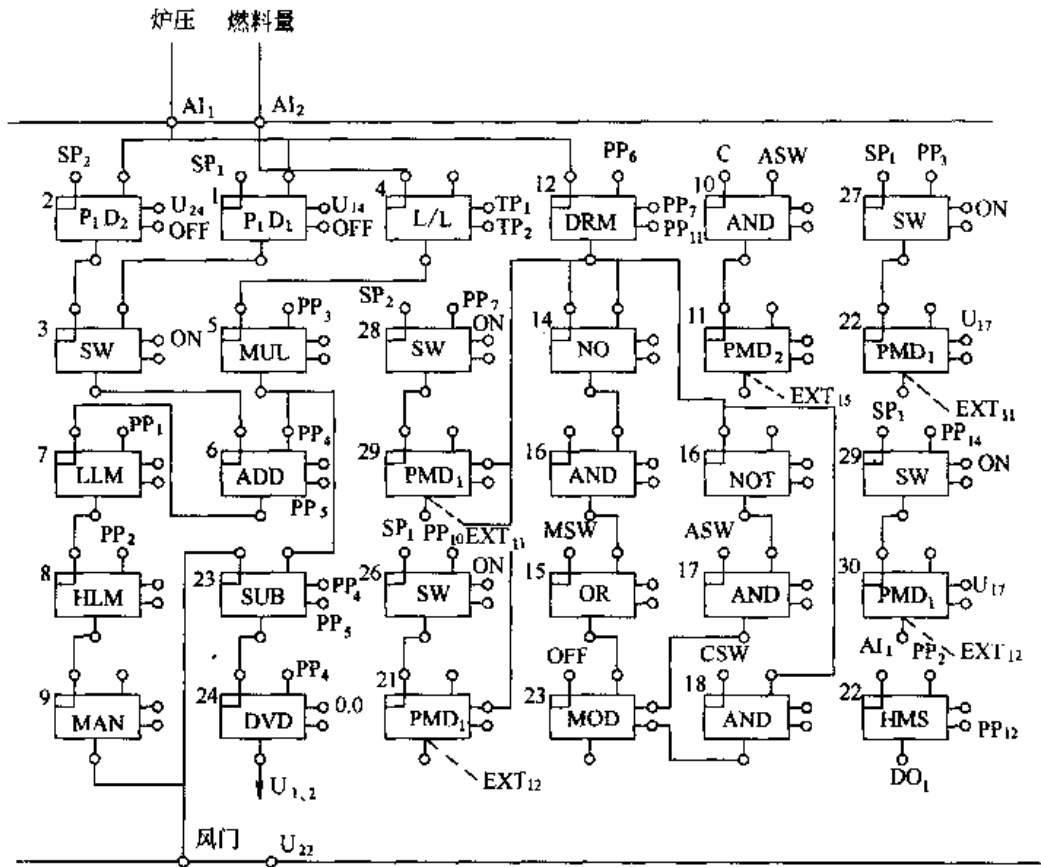 炉压 燃料量
AI₁ AI₂
SP₂ SP₁ PP₆ C ASW SP₁ PP₃
2 P₁D₂ U₂₄ OFF 1 P₁D₁ U₁₄ OFF 4 L/L TP₁ TP₂ 12 DRM PP₇ PP₁₁ 10 AND 27 SW ON
3 SW ON 5 MUL PP₃ SP₂ 28 SW PP₇ ON 14 NO 11 PMD₂ 22 PMD₁ U₁₇
EXT₁₅ SP₁ EXT₁₁
7 LLM PP₁ 6 ADD PP₄ PP₅ 29 PMD₁ 16 AND 16 NOT 29 SW PP₁₄ ON
SP₁ PP₁₀ EXT₁₁ MSW ASW
8 HLM PP₂ 23 SUB PP₄ PP₅ 26 SW ON 15 OR 17 AND 30 PMD₁ U₁₇
OFF CSW AI₁ PP₂ EXT₁₂
9 MAN 24 DVD PP₄ 0.0 21 PMD₁ 23 MOD 18 AND 22 HMS PP₁₂
U₁、₂ EXT₁₂ DO₁
风门 U₂₂